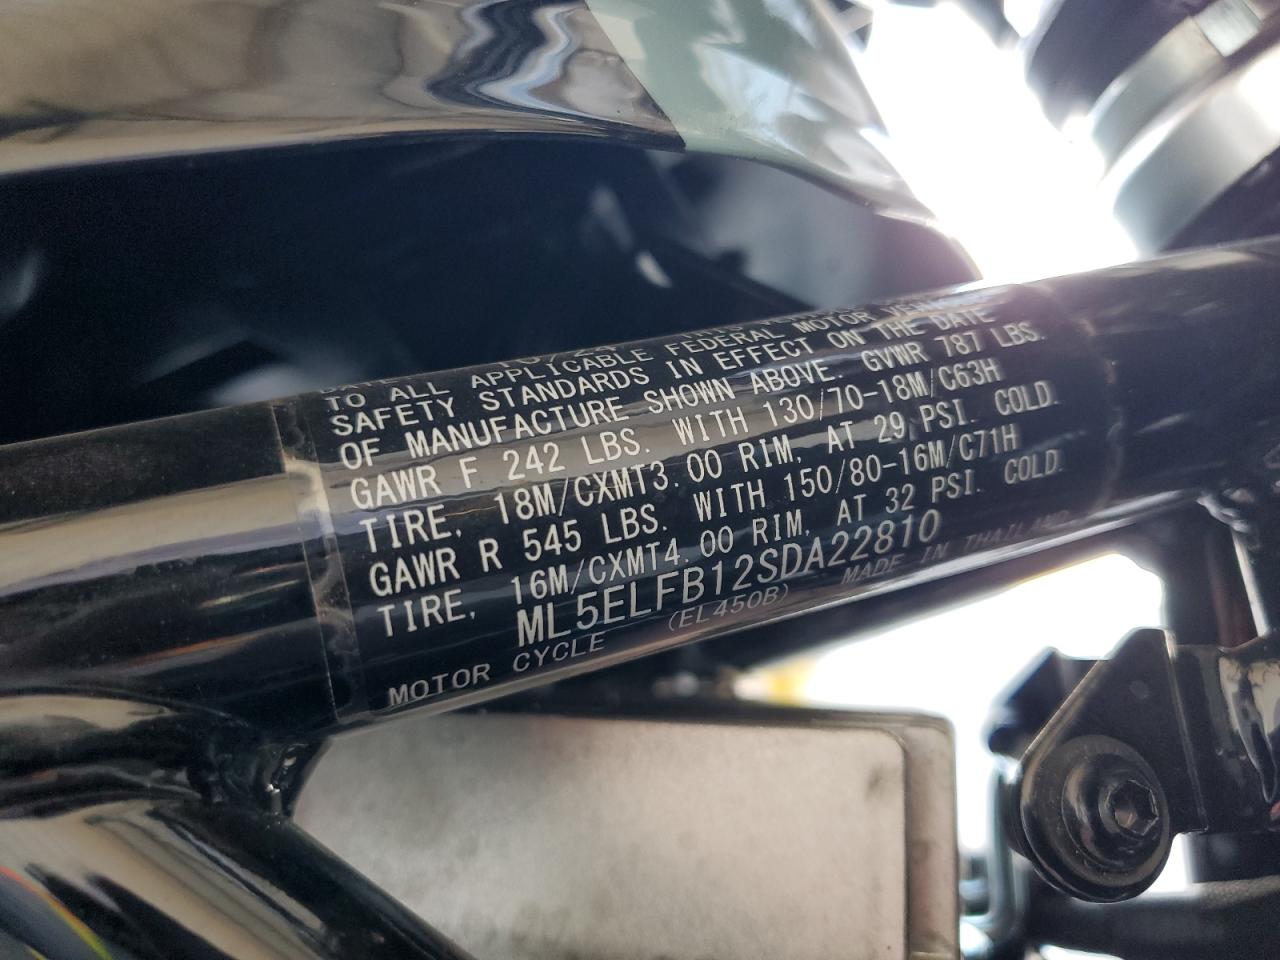 TO ALL APPLICABLE FEDERAL MOTOR
SAFETY STANDARDS IN EFFECT ON THE DATE
OF MANUFACTURE SHOWN ABOVE. GVWR 787 LBS.
GAWR F 242 LBS. WITH 130/70-18M/C63H
TIRE, 18M/CXMT3.00 RIM, AT 29 PSI. COLD.
GAWR R 545 LBS. WITH 150/80-16M/C71H
TIRE, 16M/CXMT4.00 RIM, AT 32 PSI. COLD.
ML5ELFB12SDA22810
MOTOR CYCLE (EL450B) MADE IN THAILAND